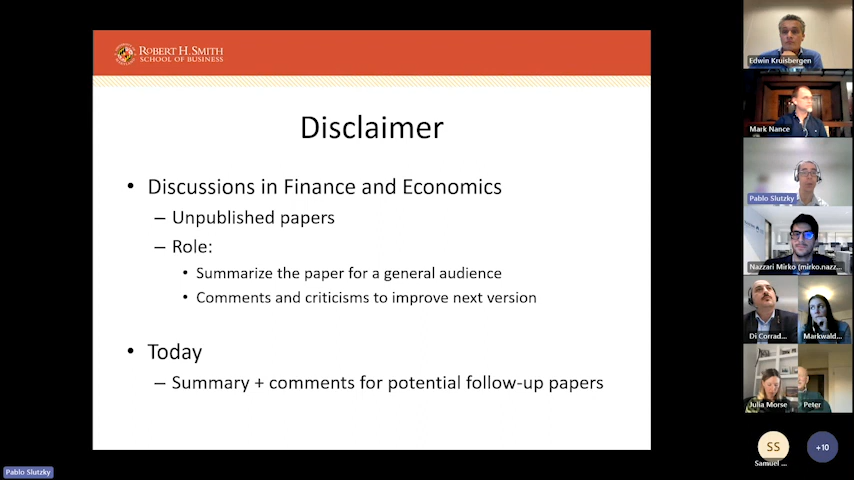 ROBERT H. SMITH
SCHOOL OF BUSINESS
Disclaimer
• Discussions in Finance and Economics
– Unpublished papers
– Role:
• Summarize the paper for a general audience
• Comments and criticisms to improve next version
• Today
– Summary + comments for potential follow-up papers
Edwin Kruisbergen
Mark Nance
Pablo Slutzky
Nazzari Mirko (mirko.nazz...
Di Corrad...
Markwald...
Julia Morse
Peter
SS
Samuel ...
+10
Pablo Slutzky